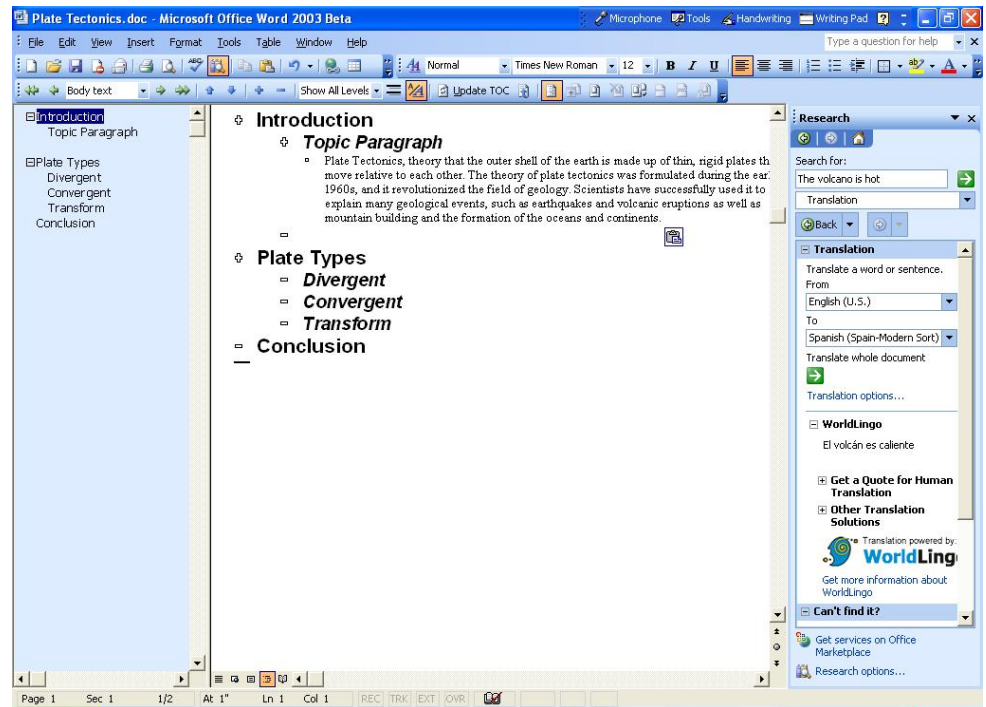 Plate Tectonics.doc - Microsoft Office Word 2003 Beta
Microphone Tools Handwriting Writing Pad
File Edit View Insert Format Tools Table Window Help
Type a question for help
Normal Times New Roman 12 B I U
Body text Show All Levels Update TOC
Introduction
Topic Paragraph
Plate Types
Divergent
Convergent
Transform
Conclusion
Introduction
Topic Paragraph
Plate Tectonics, theory that the outer shell of the earth is made up of thin, rigid plates th
move relative to each other. The theory of plate tectonics was formulated during the ear
1960s, and it revolutionized the field of geology. Scientists have successfully used it to
explain many geological events, such as earthquakes and volcanic eruptions as well as
mountain building and the formation of the oceans and continents.
Plate Types
Divergent
Convergent
Transform
Conclusion
Research
Search for:
The volcano is hot
Translation
Back
Translation
Translate a word or sentence.
From
English (U.S.)
To
Spanish (Spain-Modern Sort)
Translate whole document
Translation options...
WorldLingo
El volcán es caliente
Get a Quote for Human
Translation
Other Translation
Solutions
Translation powered by:
WorldLing
Get more information about
WorldLingo
Can't find it?
Get services on Office
Marketplace
Research options...
Page 1 Sec 1 1/2 At 1" Ln 1 Col 1 REC TRK EXT OVR